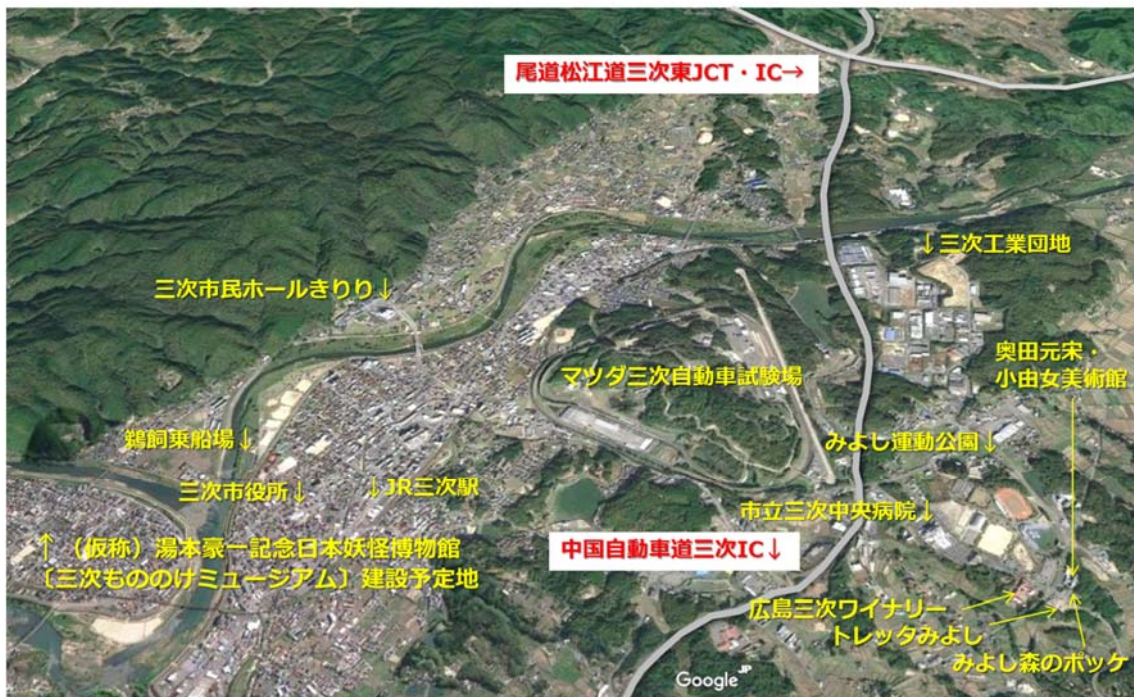 尾道松江道三次東JCT・IC→
↓三次工業団地
三次市民ホールきりり↓
奥田元宋・
小由女美術館
マツダ三次自動車試験場
鵜飼乗船場↓
みよし運動公園↓
三次市役所↓
↓JR三次駅
市立三次中央病院↓
↑（仮称）湯本豪一記念日本妖怪博物館
〔三次もののけミュージアム〕建設予定地
中国自動車道三次IC↓
広島三次ワイナリー
トレッタみよし
みよし森のポッケ
Google JP